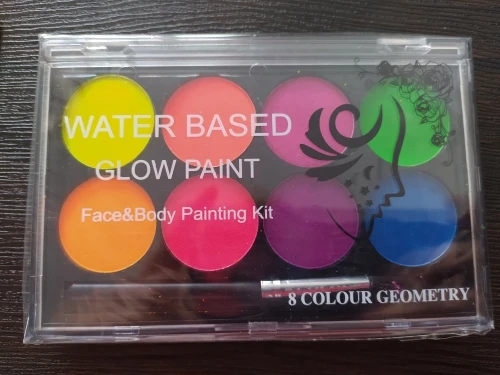 WATER BASED
GLOW PAINT
Face&Body Painting Kit
8 COLOUR GEOMETRY